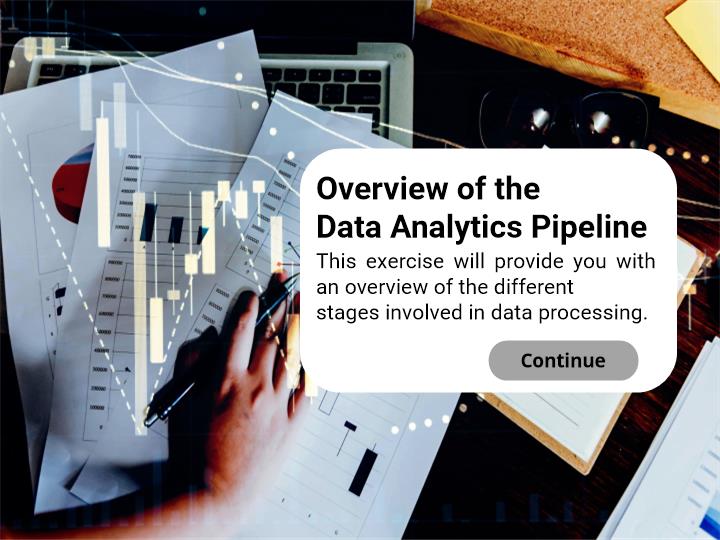 Overview of the
Data Analytics Pipeline
This exercise will provide you with
an overview of the different
stages involved in data processing.
Continue